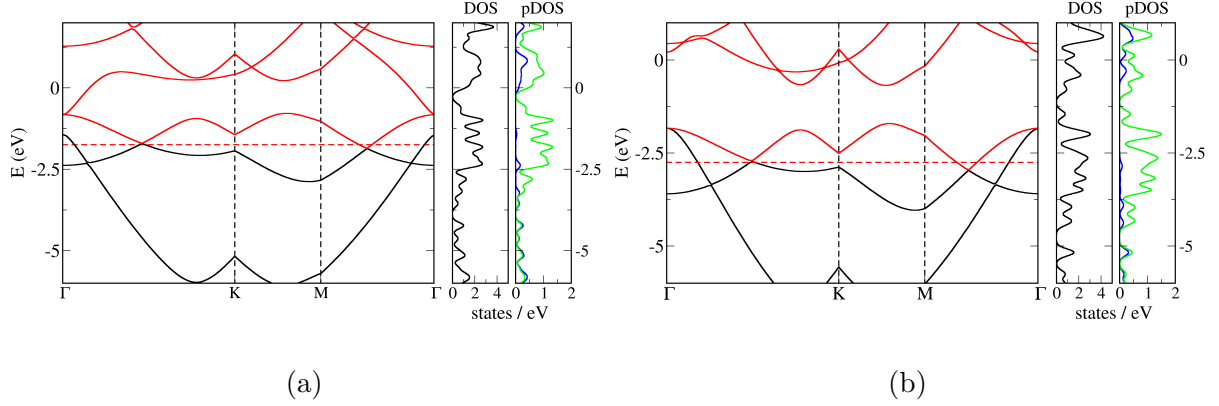 DOS pDOS
E (eV)
0
-2.5
-5
0
-2.5
-5
Γ K M Γ
0 2 4 0 1 2
states / eV
(a)
DOS pDOS
E (eV)
0
-2.5
-5
0
-2.5
-5
Γ K M Γ
0 2 4 0 1 2
states / eV
(b)